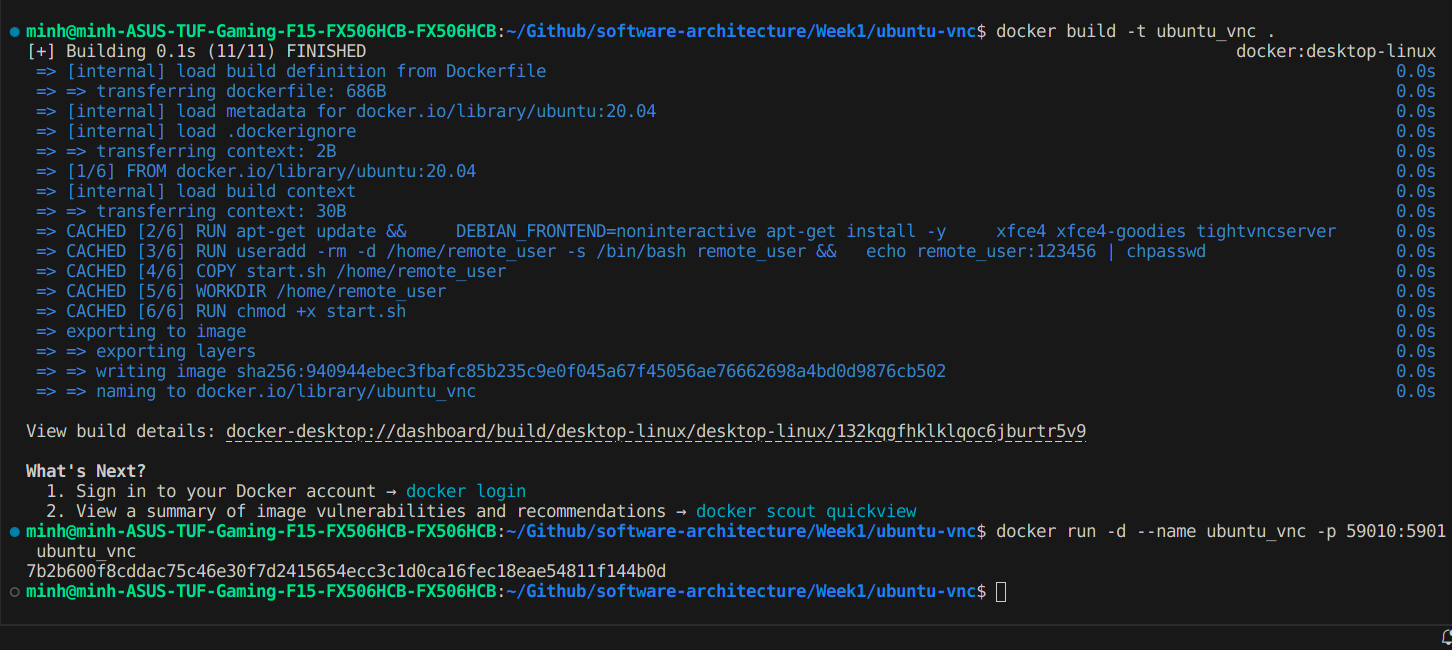 minh@minh-ASUS-TUF-Gaming-F15-FX506HCB-FX506HCB:~/Github/software-architecture/Week1/ubuntu-vnc$ docker build -t ubuntu_vnc .
[+] Building 0.1s (11/11) FINISHED docker:desktop-linux
=> [internal] load build definition from Dockerfile 0.0s
=> => transferring dockerfile: 686B 0.0s
=> [internal] load metadata for docker.io/library/ubuntu:20.04 0.0s
=> [internal] load .dockerignore 0.0s
=> => transferring context: 2B 0.0s
=> [1/6] FROM docker.io/library/ubuntu:20.04 0.0s
=> [internal] load build context 0.0s
=> => transferring context: 30B 0.0s
=> CACHED [2/6] RUN apt-get update &&     DEBIAN_FRONTEND=noninteractive apt-get install -y     xfce4 xfce4-goodies tightvncserver 0.0s
=> CACHED [3/6] RUN useradd -rm -d /home/remote_user -s /bin/bash remote_user &&   echo remote_user:123456 | chpasswd 0.0s
=> CACHED [4/6] COPY start.sh /home/remote_user 0.0s
=> CACHED [5/6] WORKDIR /home/remote_user 0.0s
=> CACHED [6/6] RUN chmod +x start.sh 0.0s
=> exporting to image 0.0s
=> => exporting layers 0.0s
=> => writing image sha256:940944ebec3fbafc85b235c9e0f045a67f45056ae76662698a4bd0d9876cb502 0.0s
=> => naming to docker.io/library/ubuntu_vnc 0.0s
View build details: docker-desktop://dashboard/build/desktop-linux/desktop-linux/132kqgfhklklqoc6jburtr5v9
What's Next?
1. Sign in to your Docker account → docker login
2. View a summary of image vulnerabilities and recommendations → docker scout quickview
minh@minh-ASUS-TUF-Gaming-F15-FX506HCB-FX506HCB:~/Github/software-architecture/Week1/ubuntu-vnc$ docker run -d --name ubuntu_vnc -p 59010:5901
ubuntu_vnc
7b2b600f8cddac75c46e30f7d2415654ecc3c1d0ca16fec18eae54811f144b0d
minh@minh-ASUS-TUF-Gaming-F15-FX506HCB-FX506HCB:~/Github/software-architecture/Week1/ubuntu-vnc$